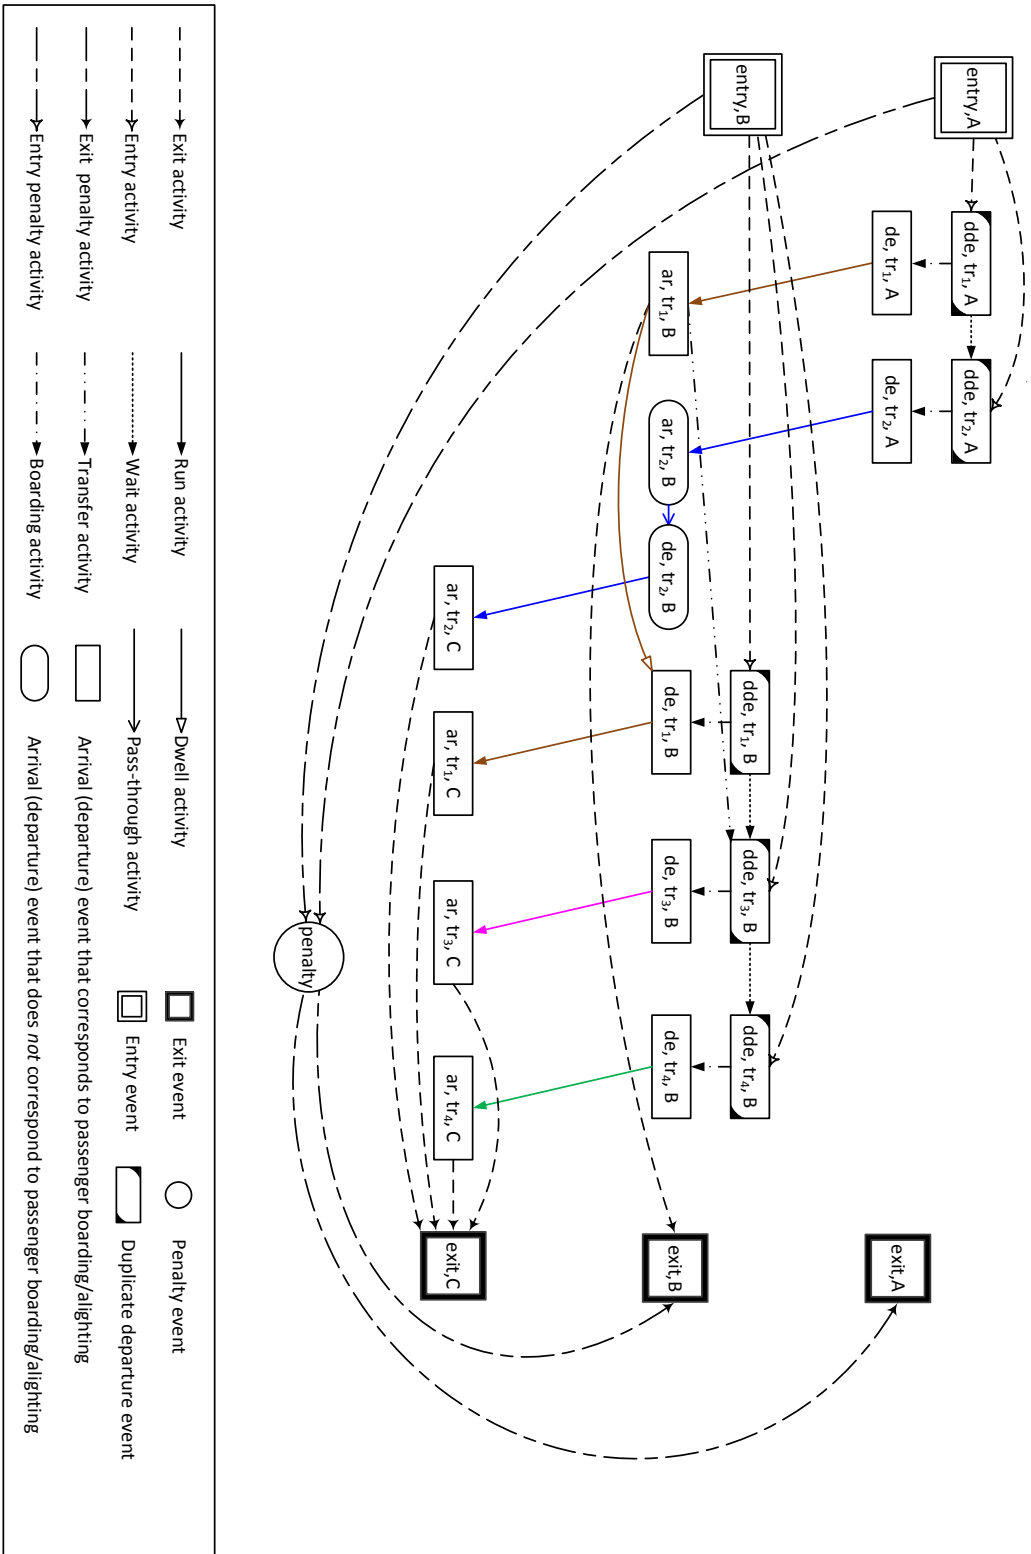 entry,A
dde, tr1, A
dde, tr2, A
exit,A
de, tr1, A
de, tr2, A
entry,B
dde, tr1, B
dde, tr3, B
dde, tr4, B
ar, tr1, B
ar, tr2, B
de, tr2, B
de, tr1, B
de, tr3, B
de, tr4, B
exit,B
ar, tr2, C
ar, tr1, C
ar, tr3, C
ar, tr4, C
exit,C
penalty
Exit activity
Run activity
Dwell activity
Exit event
Penalty event
Entry activity
Wait activity
Pass-through activity
Entry event
Duplicate departure event
Exit penalty activity
Transfer activity
Arrival (departure) event that corresponds to passenger boarding/alighting
Entry penalty activity
Boarding activity
Arrival (departure) event that does not correspond to passenger boarding/alighting